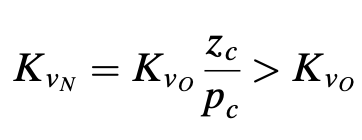 $K_{v_N} = K_{v_O} \frac{z_c}{p_c} > K_{v_O}$